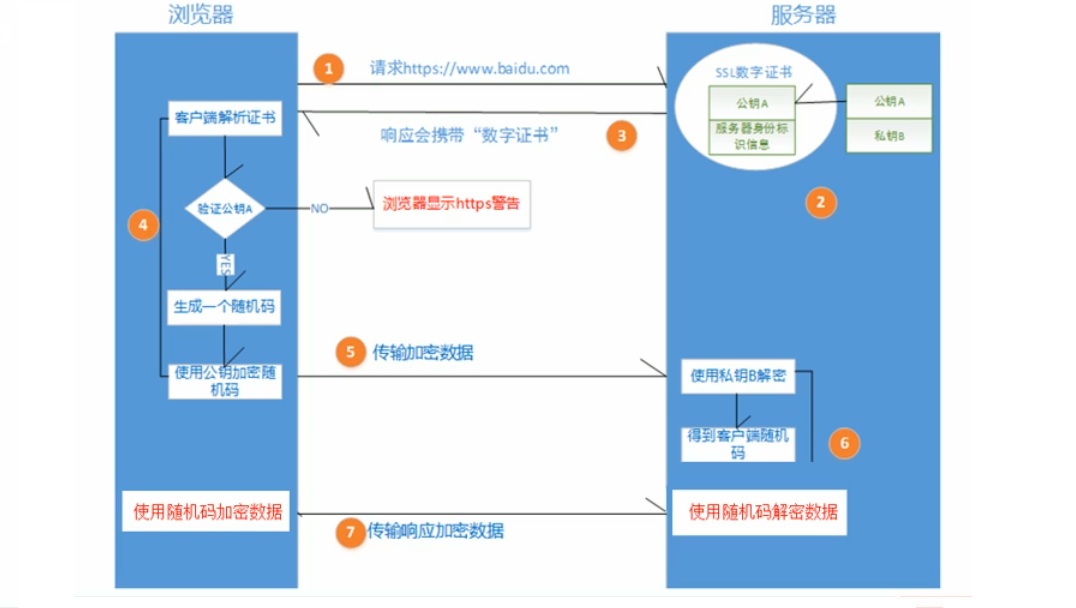 浏览器
服务器
1
请求https://www.baidu.com
SSL数字证书
公钥A
服务器身份标
识信息
公钥A
私钥B
2
响应会携带“数字证书”
3
客户端解析证书
验证公钥A
NO
浏览器显示https警告
4
YES
生成一个随机码
使用公钥加密随
机码
5
传输加密数据
使用私钥B解密
得到客户端随机
码
6
使用随机码加密数据
使用随机码解密数据
7
传输响应加密数据